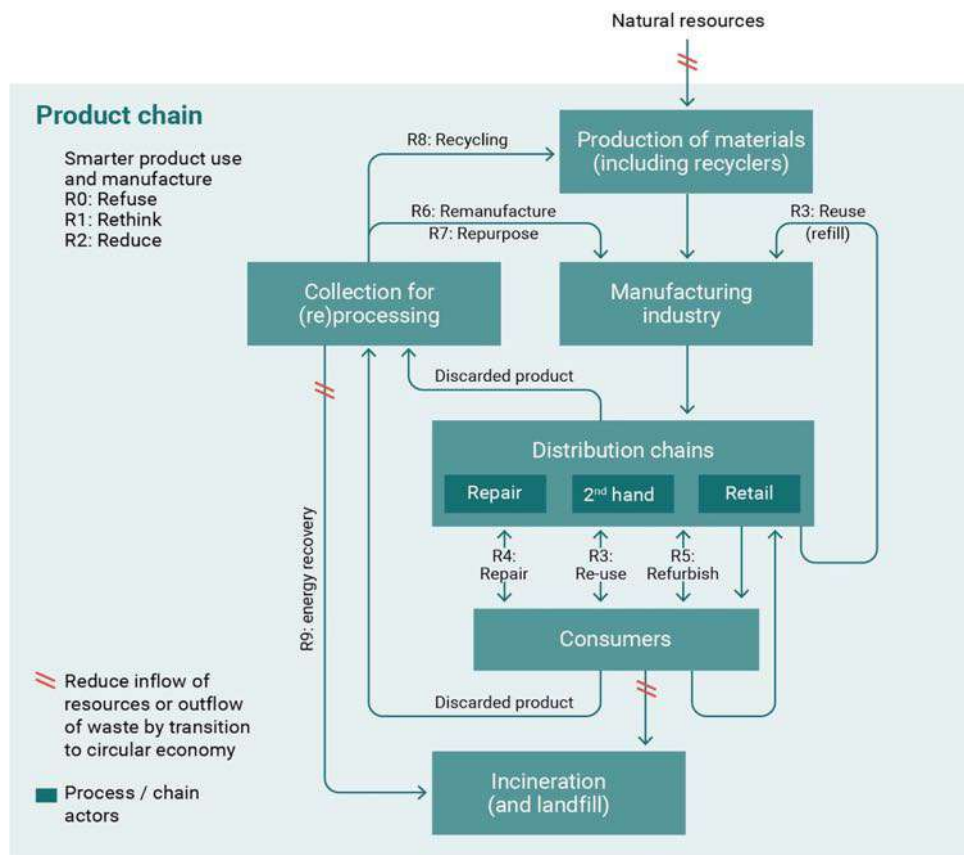 Natural resources
Product chain
Smarter product use
and manufacture
R0: Refuse
R1: Rethink
R2: Reduce
R8: Recycling
Production of materials
(including recyclers)
R6: Remanufacture
R7: Repurpose
R3: Reuse
(refill)
Collection for
(re)processing
Manufacturing
industry
Discarded product
Distribution chains
Repair
2nd hand
Retail
R4:
Repair
R3:
Re-use
R5:
Refurbish
R9: energy recovery
Consumers
Discarded product
Reduce inflow of
resources or outflow
of waste by transition
to circular economy
Incineration
(and landfill)
Process / chain
actors